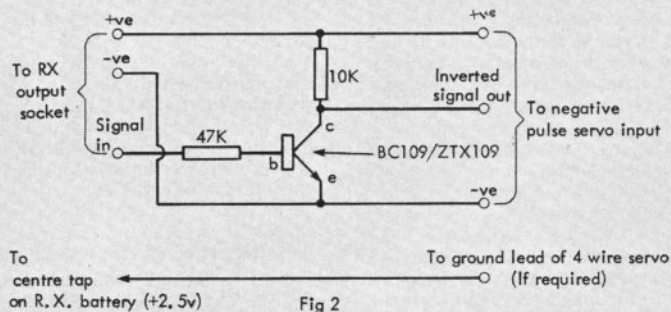 +ve
+ve
-ve
To RX
output
socket
10K
Inverted
signal out
To negative
pulse servo input
Signal
in
47K
c
b
e
BC109/ZTX109
-ve
To
centre tap
on R.X. battery (+2.5v)
To ground lead of 4 wire servo
(If required)
Fig 2